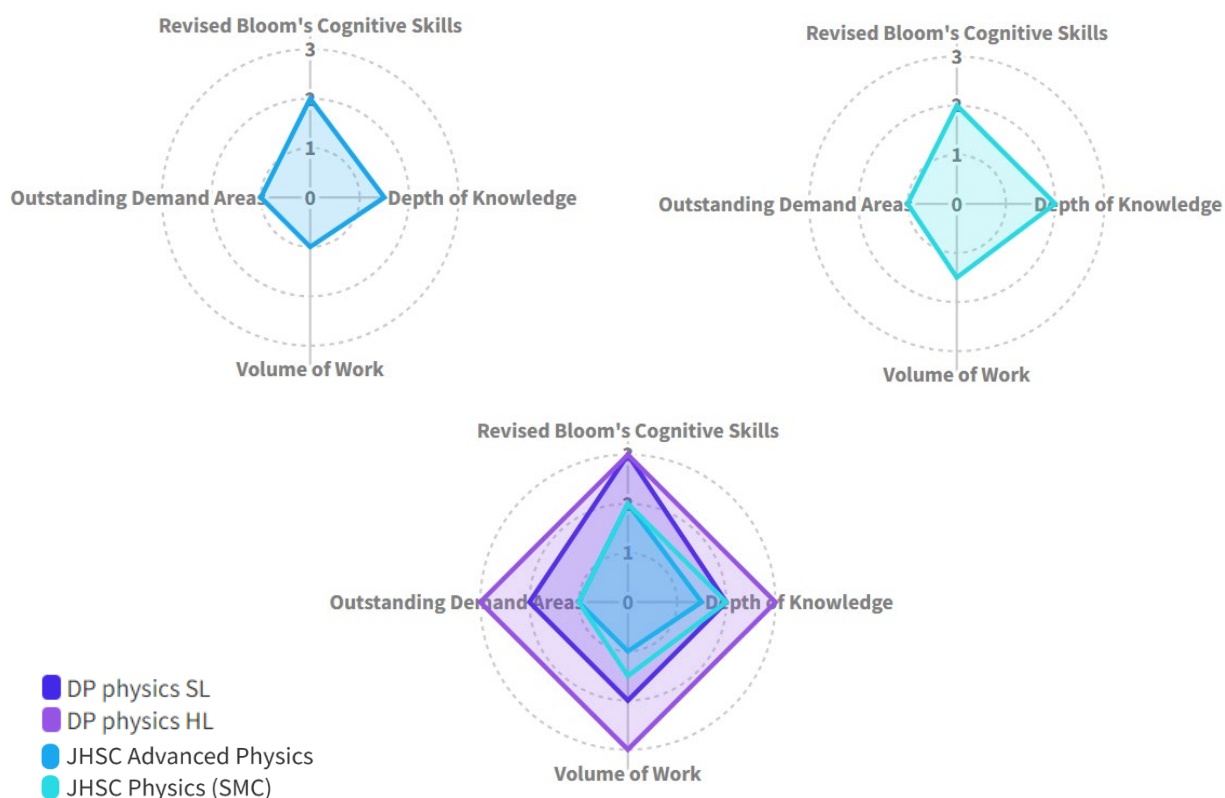 Revised Bloom's Cognitive Skills
3
2
1
Outstanding Demand Areas
0
Depth of Knowledge
Volume of Work
Revised Bloom's Cognitive Skills
3
2
1
Outstanding Demand Areas
0
Depth of Knowledge
Volume of Work
Revised Bloom's Cognitive Skills
3
2
1
Outstanding Demand Areas
0
Depth of Knowledge
Volume of Work
DP physics SL
DP physics HL
JHSC Advanced Physics
JHSC Physics (SMC)